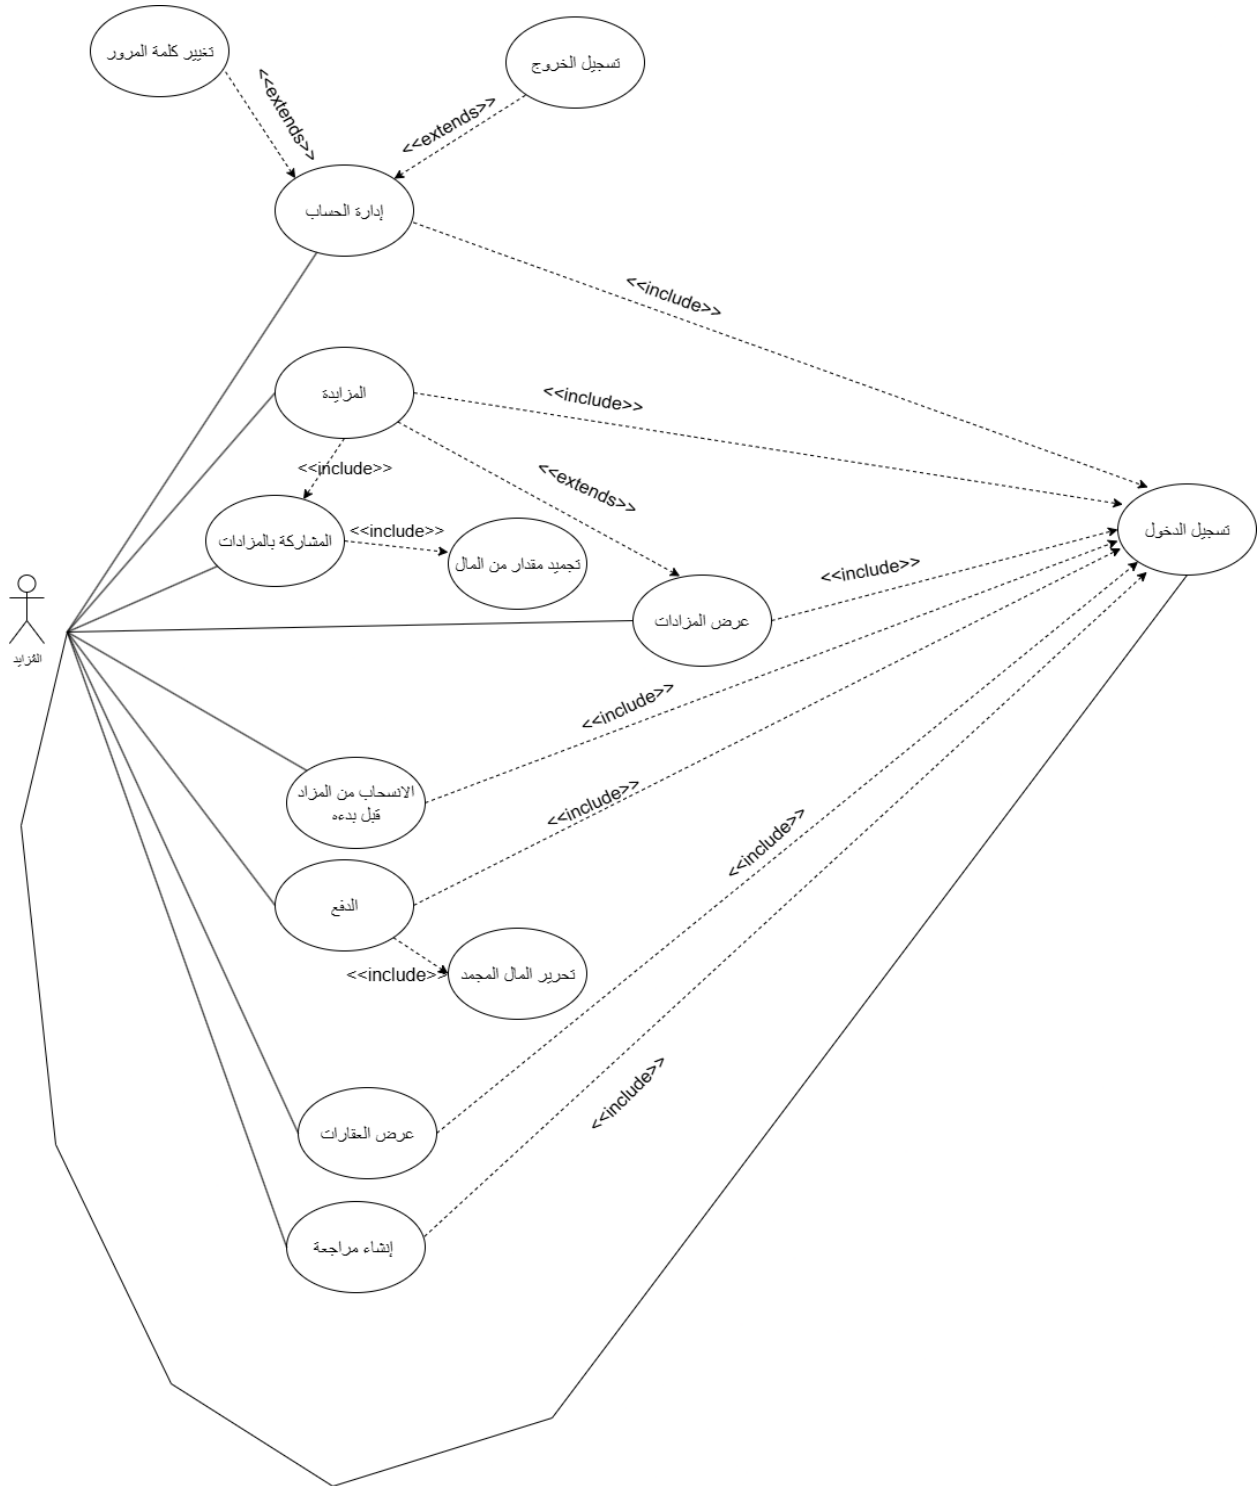 تغيير كلمة المرور
تسجيل الخروج
<<extends>>
<<extends>>
إدارة الحساب
<<include>>
المزايدة
<<include>>
<<include>>
<<extends>>
المشاركة بالمزادات
<<include>>
تجميد مقدار من المال
تسجيل الدخول
<<include>>
عرض المزادات
المُزايد
<<include>>
الانسحاب من المزاد
قبل بدءه
<<include>>
<<include>>
الدفع
<<include>>
تحرير المال المجمد
<<include>>
عرض العقارات
إنشاء مراجعة